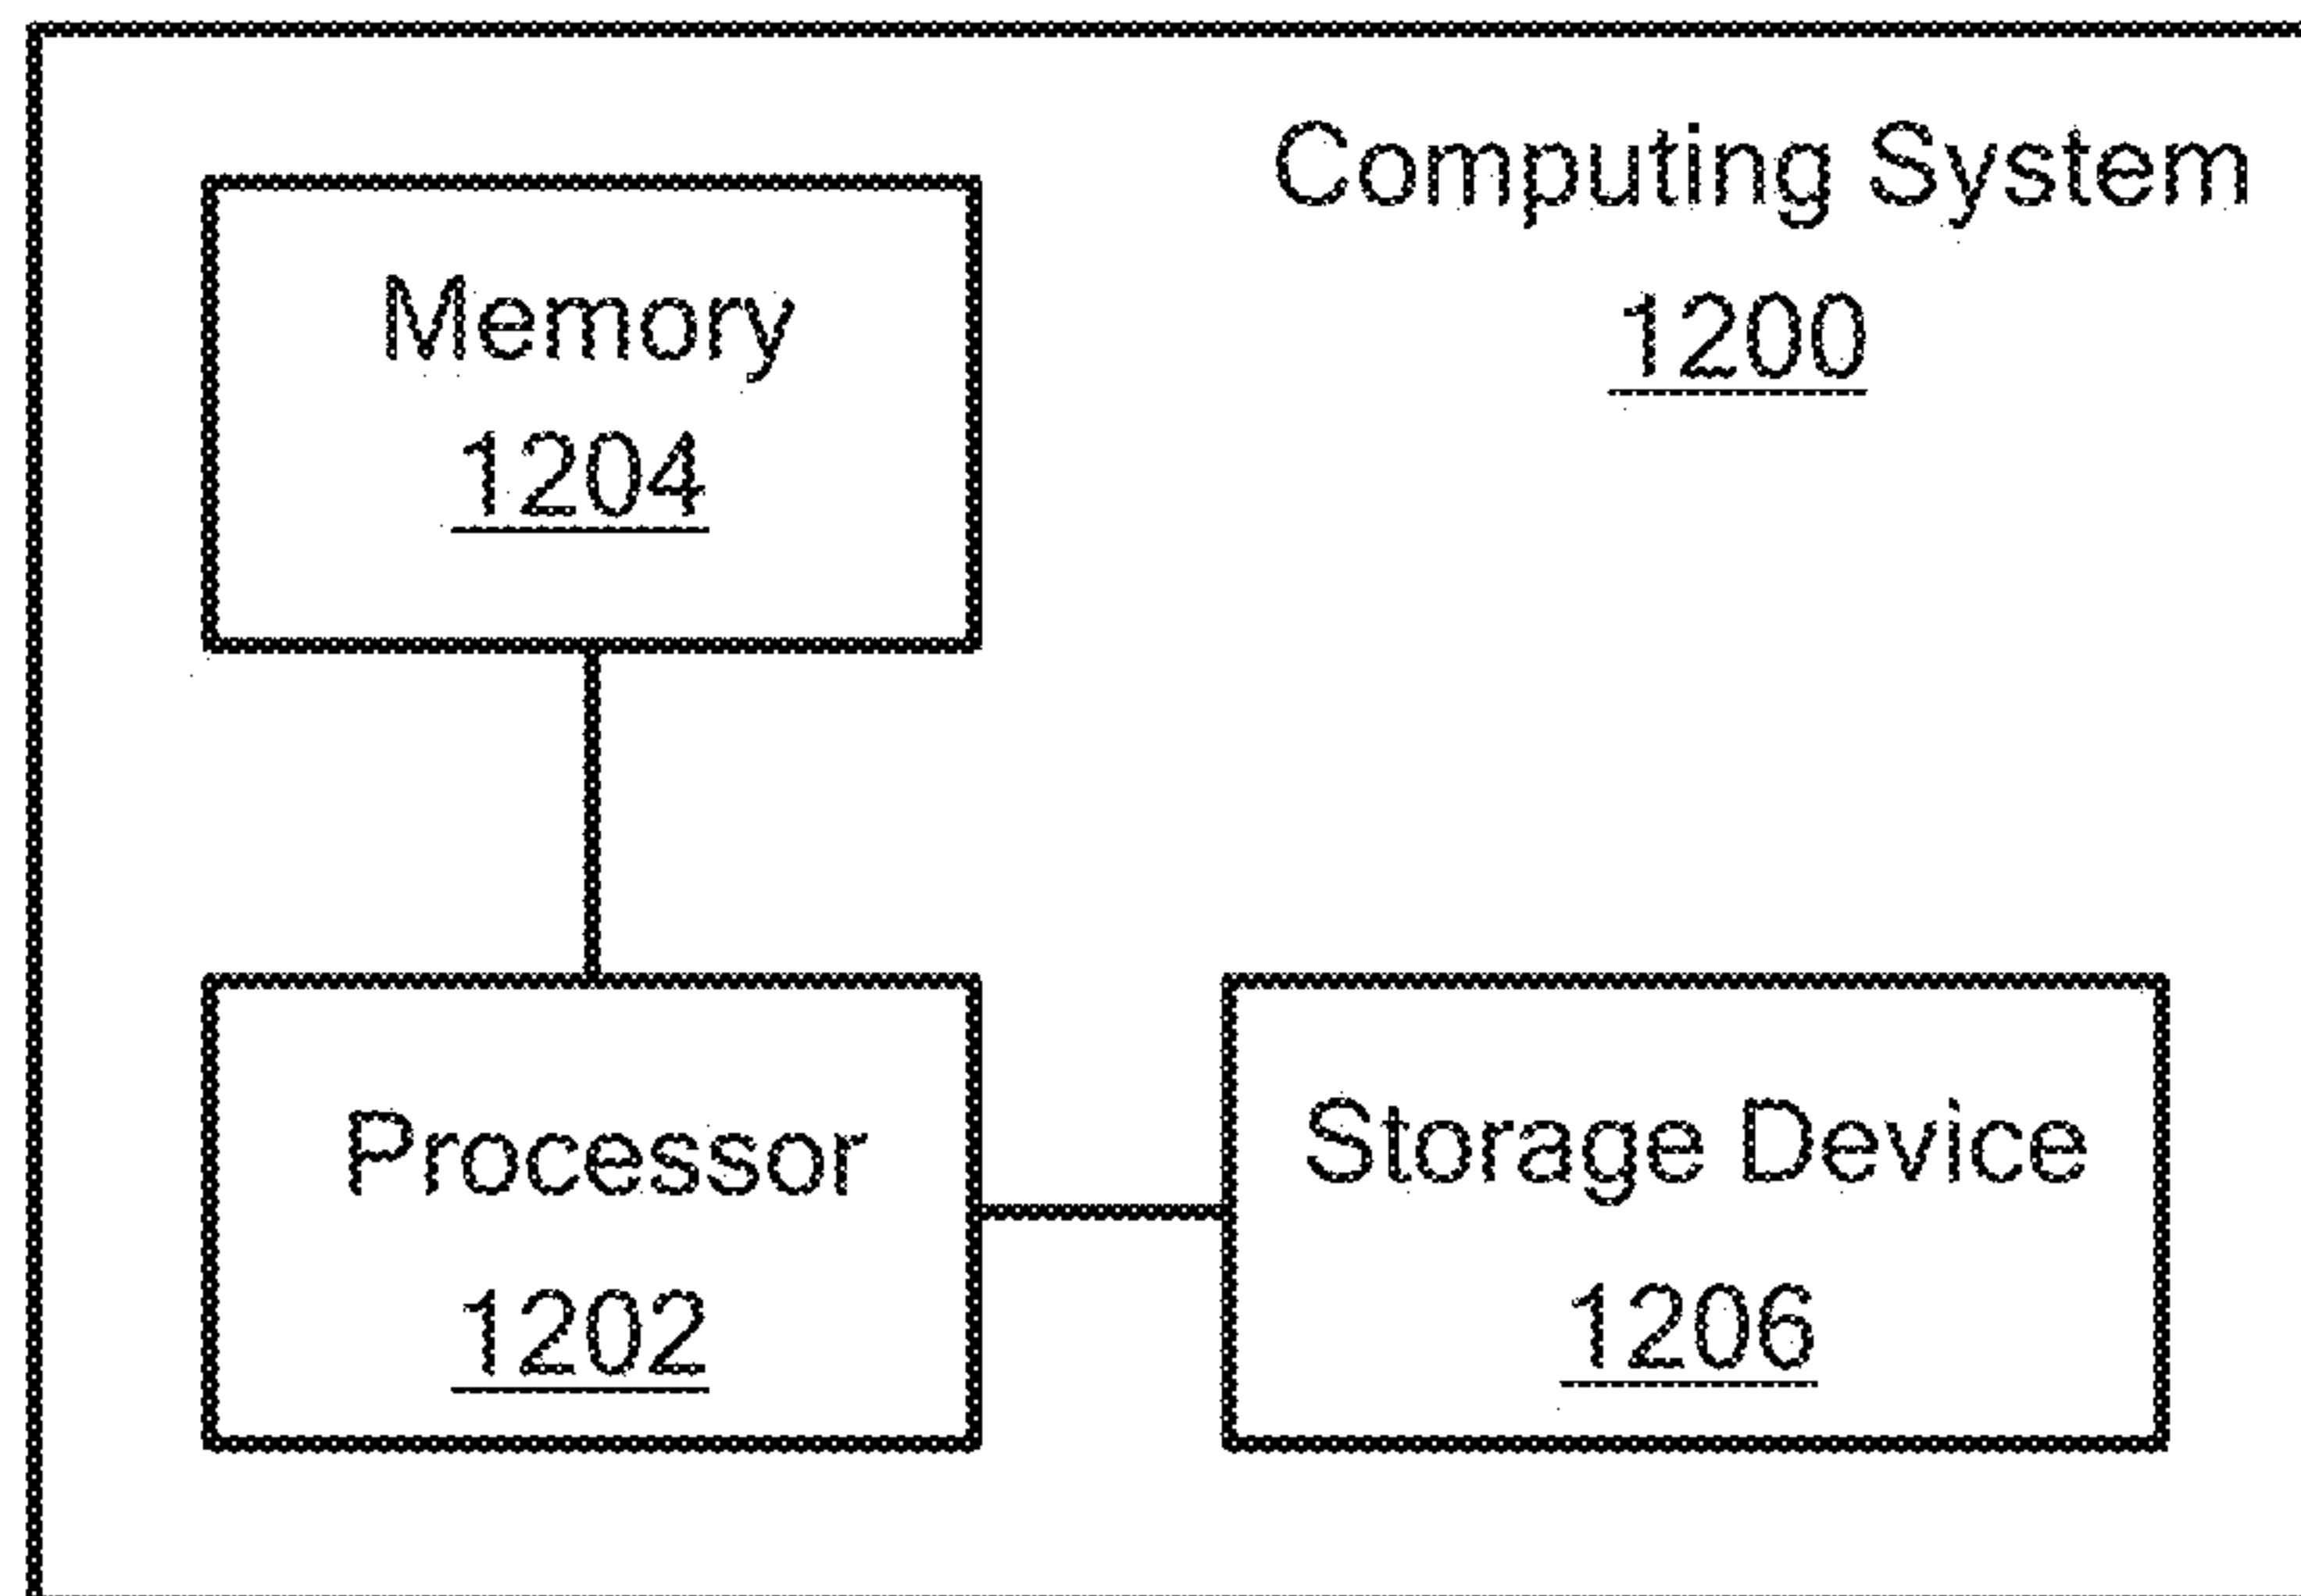 Computing System
1200
Memory
1204
Processor
1202
Storage Device
1206